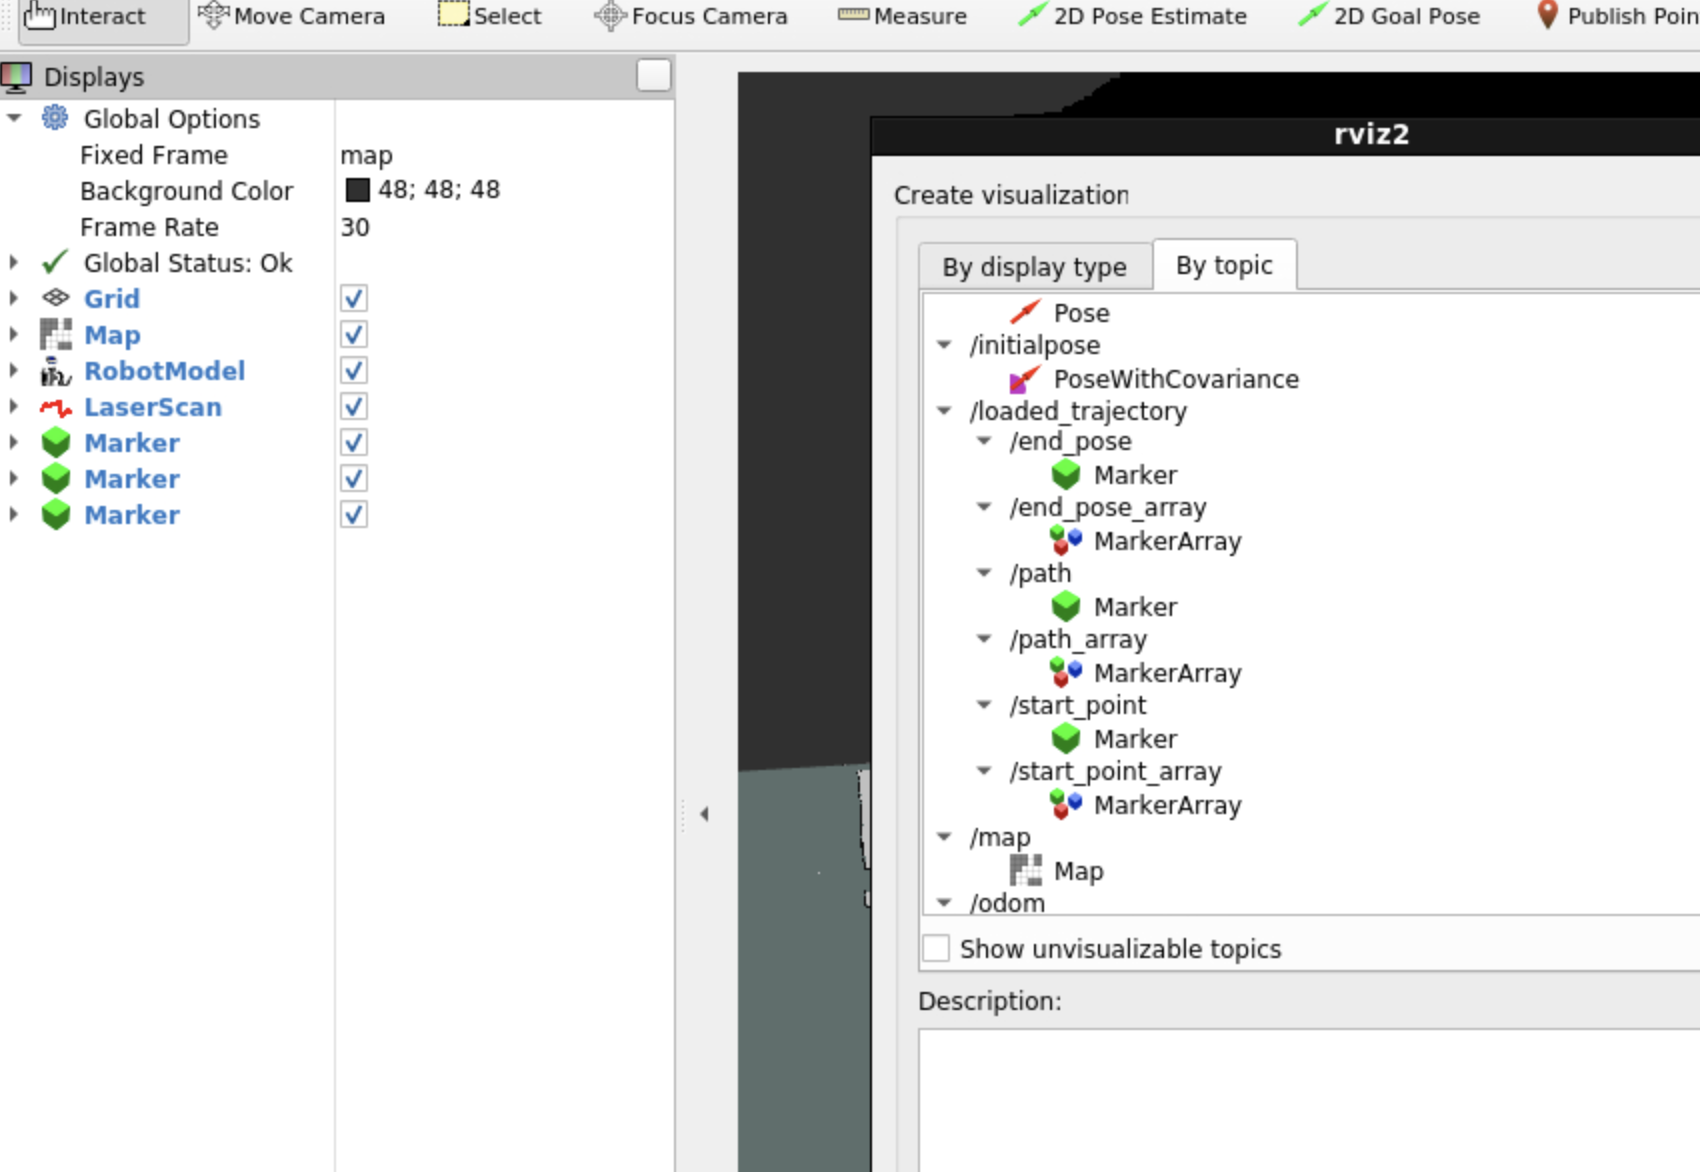 Interact Move Camera Select Focus Camera Measure 2D Pose Estimate 2D Goal Pose Publish Poin
Displays
Global Options
Fixed Frame map
Background Color 48; 48; 48
Frame Rate 30
Global Status: Ok
Grid
Map
RobotModel
LaserScan
Marker
Marker
Marker
rviz2
Create visualization
By display type By topic
Pose
/initialpose
PoseWithCovariance
/loaded_trajectory
/end_pose
Marker
/end_pose_array
MarkerArray
/path
Marker
/path_array
MarkerArray
/start_point
Marker
/start_point_array
MarkerArray
/map
Map
/odom
Show unvisualizable topics
Description: